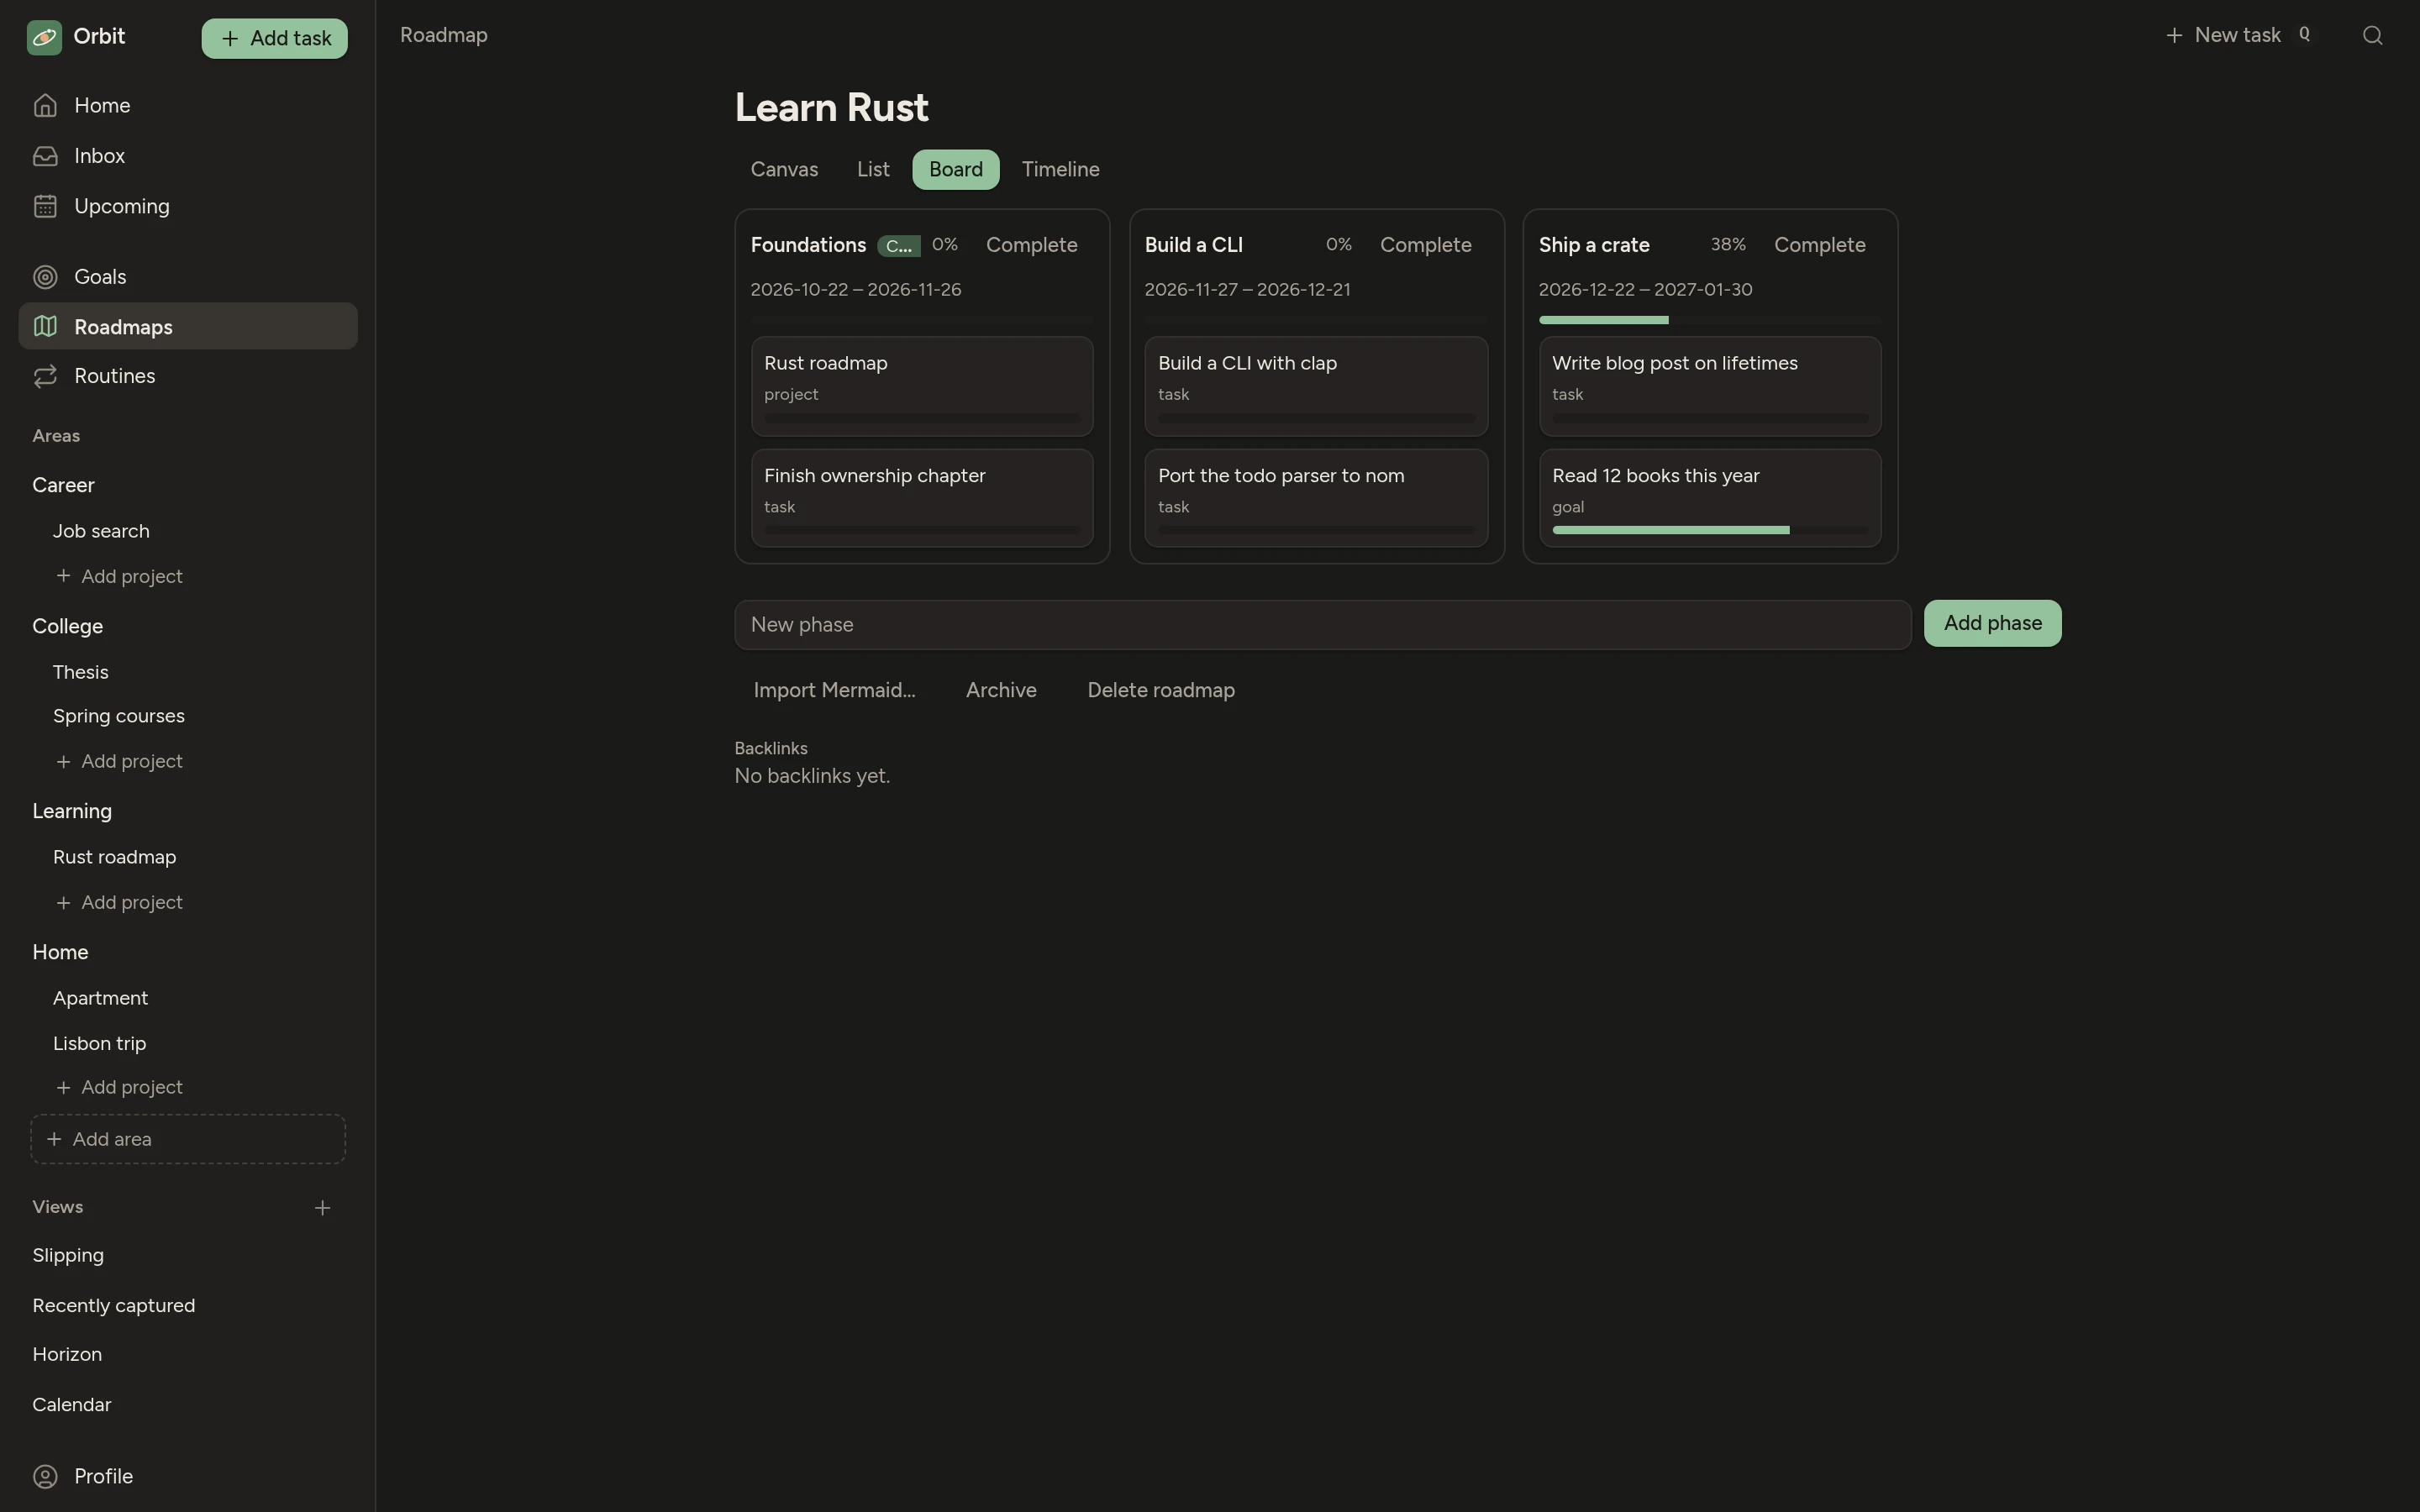 Orbit
Add task
Home
Inbox
Upcoming
Goals
Roadmaps
Routines
Areas
Career
Job search
Add project
College
Thesis
Spring courses
Add project
Learning
Rust roadmap
Add project
Home
Apartment
Lisbon trip
Add project
Add area
Views
Slipping
Recently captured
Horizon
Calendar
Profile
Roadmap
New task Q
Learn Rust
Canvas List Board Timeline
Foundations C... 0% Complete
2026-10-22 – 2026-11-26
Rust roadmap
project
Finish ownership chapter
task
Build a CLI 0% Complete
2026-11-27 – 2026-12-21
Build a CLI with clap
task
Port the todo parser to nom
task
Ship a crate 38% Complete
2026-12-22 – 2027-01-30
Write blog post on lifetimes
task
Read 12 books this year
goal
New phase
Add phase
Import Mermaid... Archive Delete roadmap
Backlinks
No backlinks yet.